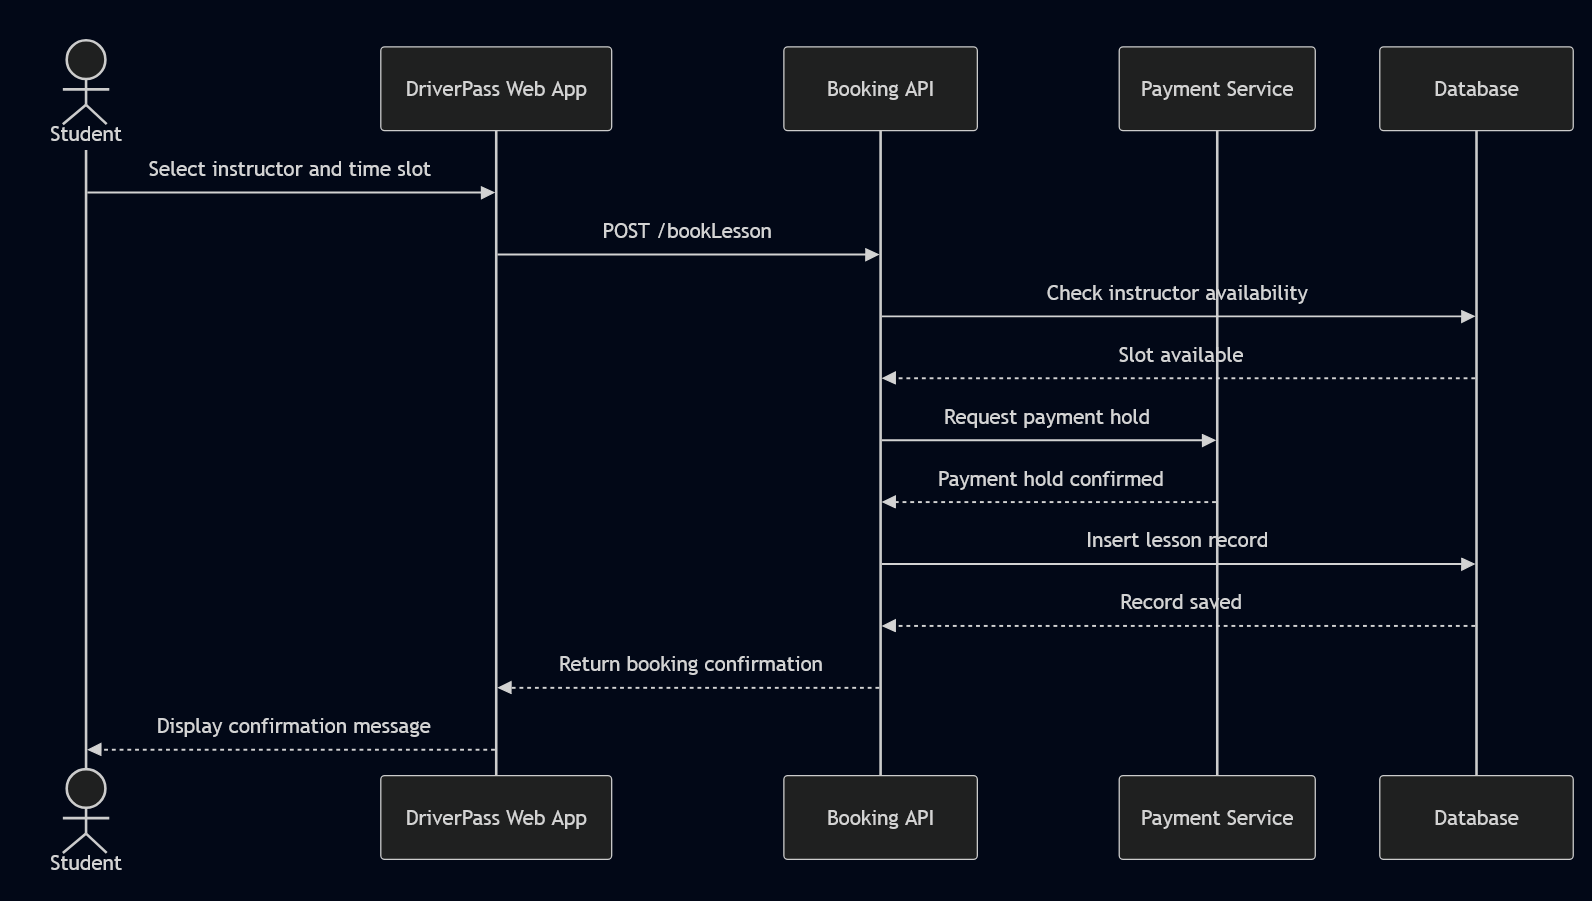 Student
DriverPass Web App
Booking API
Payment Service
Database
Select instructor and time slot
POST /bookLesson
Check instructor availability
Slot available
Request payment hold
Payment hold confirmed
Insert lesson record
Record saved
Return booking confirmation
Display confirmation message
Student
DriverPass Web App
Booking API
Payment Service
Database